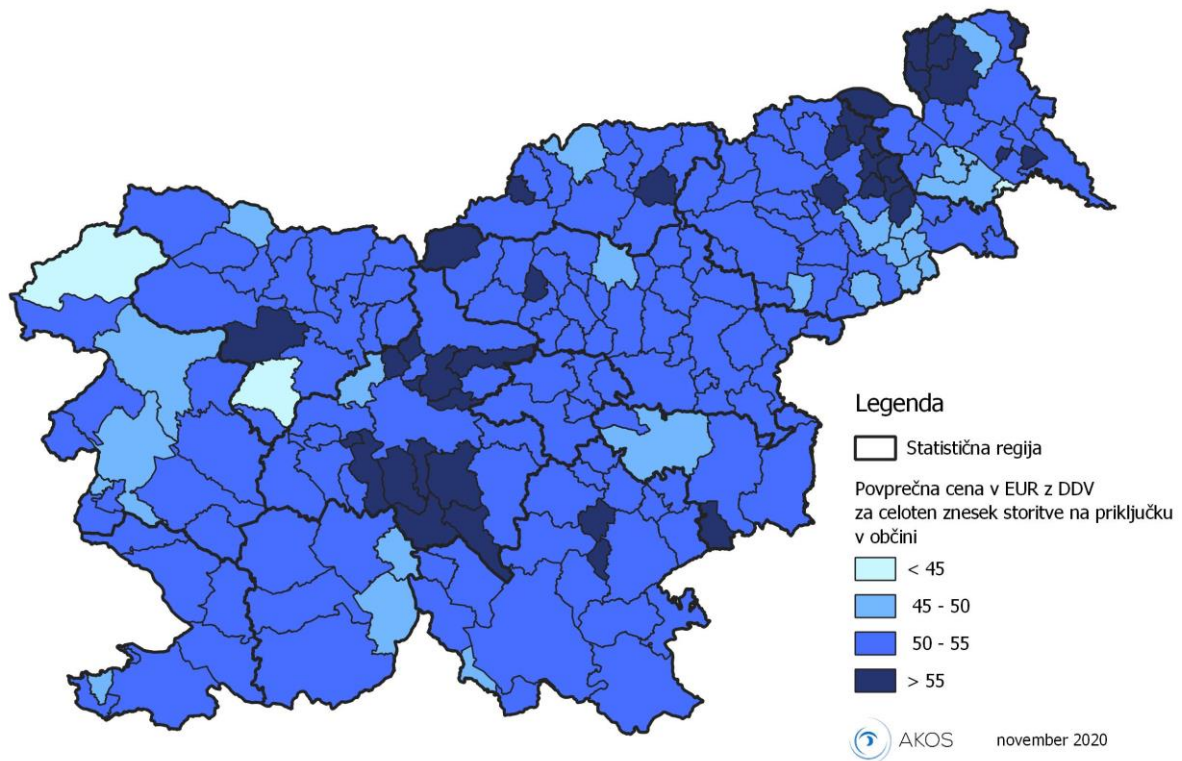 Legenda
Statistična regija
Povprečna cena v EUR z DDV
za celoten znesek storitve na priključku
v občini
< 45
45 - 50
50 - 55
> 55
AKOS november 2020